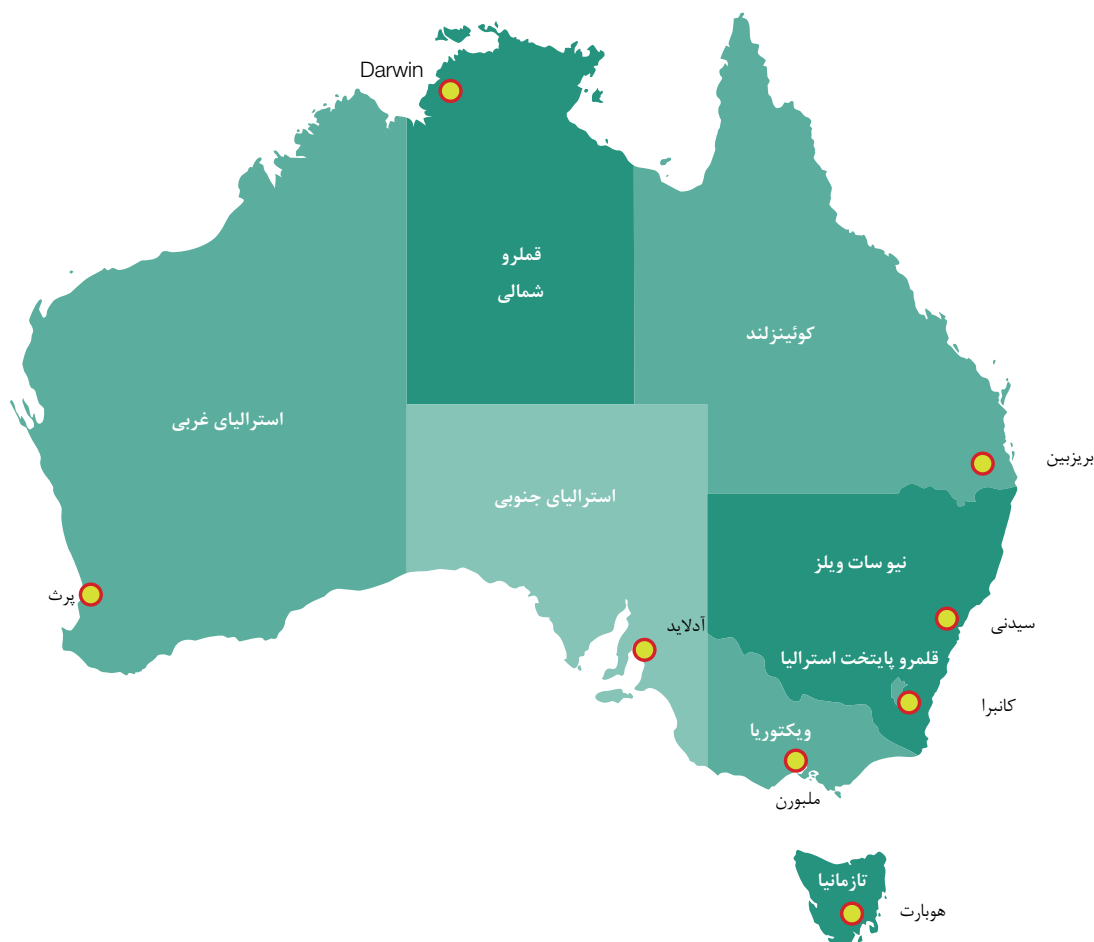 Darwin
قملرو
شمالی
کوئینزلند
استرالیای غربی
بریزبین
استرالیای جنوبی
نیو سات ویلز
پرث
سیدنی
آدلاید
قلمرو پایتخت استرالیا
کانبرا
ویکتوریا
ملبورن
تازمانیا
هوبارت